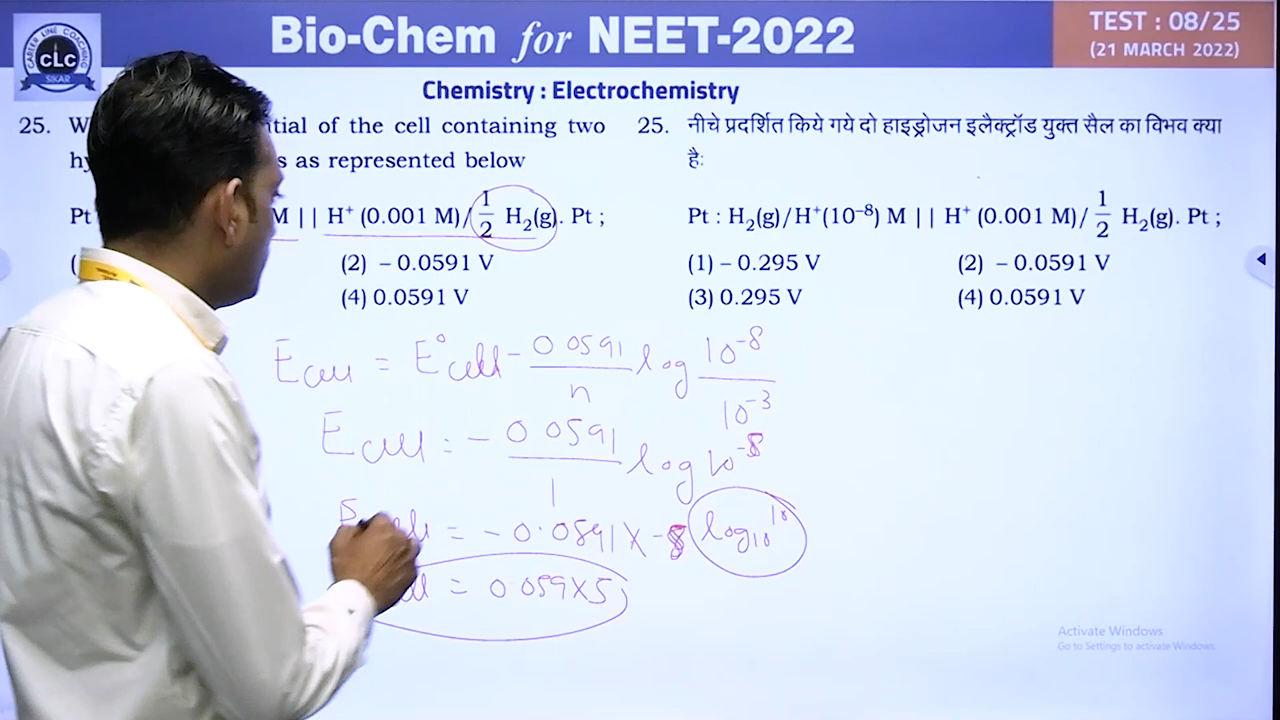 CAREER LINE COACHING
CLC
SIKAR
Bio-Chem for NEET-2022
TEST : 08/25
(21 MARCH 2022)
Chemistry : Electrochemistry
25. W tial of the cell containing two
hy s as represented below
Pt M || H⁺ (0.001 M)/ 1/2 H₂(g). Pt ;
( (2) – 0.0591 V
(4) 0.0591 V
25. नीचे प्रदर्शित किये गये दो हाइड्रोजन इलैक्ट्रॉड युक्त सैल का विभव क्या
है:
Pt : H₂(g)/H⁺(10⁻⁸) M || H⁺ (0.001 M)/ 1/2 H₂(g). Pt ;
(1) – 0.295 V (2) – 0.0591 V
(3) 0.295 V (4) 0.0591 V
Ecell = E°cell – 0.0591/n log 10⁻⁸/10⁻³
Ecell = – 0.0591/1 log 10
= – 0.0591 X – log₁₀10
= 0.059X5
Activate Windows
Go to Settings to activate Windows.